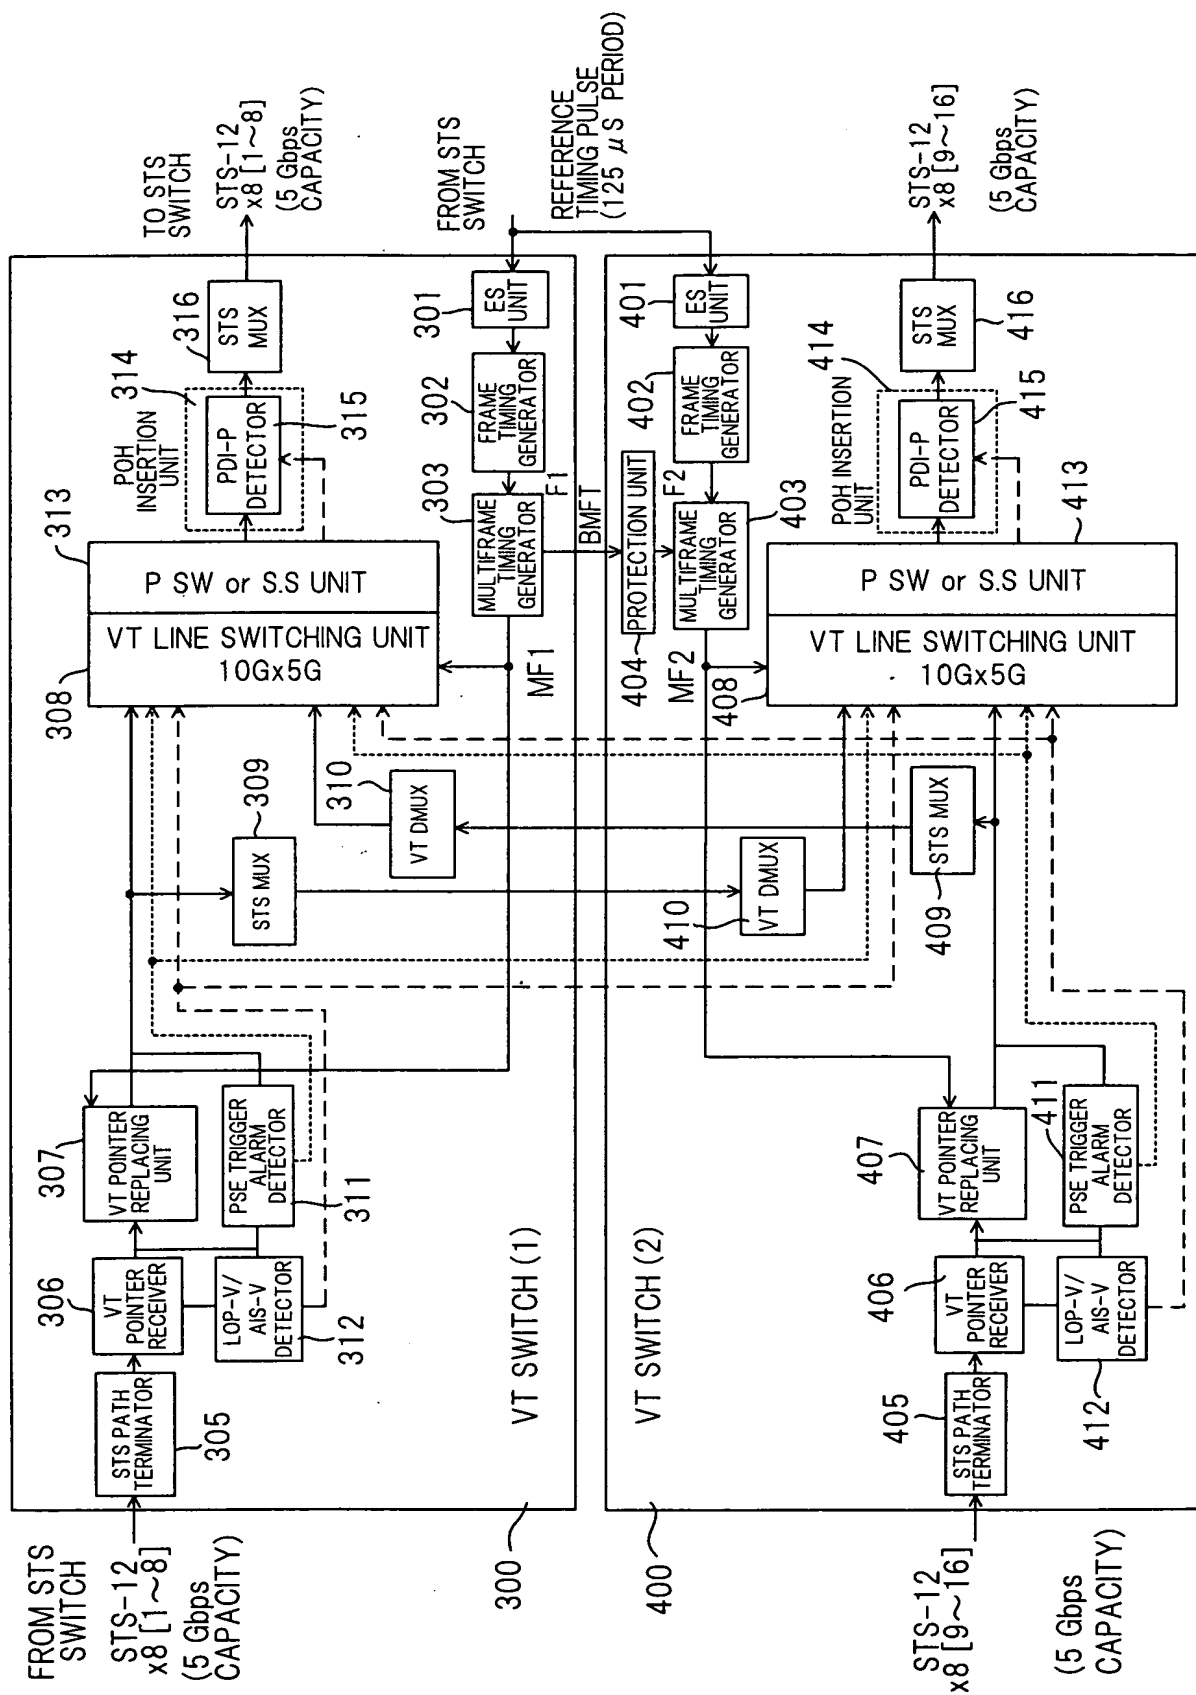 FROM STS
SWITCH
STS-12
x8 [1~8]
(5 Gbps
CAPACITY)
305
STS PATH
TERMINATOR
306
VT
POINTER
RECEIVER
LOP-V/
AIS-V
DETECTOR
312
307
VT POINTER
REPLACING
UNIT
PSE TRIGGER
ALARM
DETECTOR
311
309
STS MUX
310
VT DMUX
308
VT LINE SWITCHING UNIT
10Gx5G
313
P SW or S.S UNIT
POH
INSERTION
UNIT
314
PDI-P
DETECTOR
315
316
STS
MUX
TO STS
SWITCH
STS-12
x8 [1~8]
(5 Gbps
CAPACITY)
MF1
303
MULTIFRAME
TIMING
GENERATOR
F1
BMFT
302
FRAME
TIMING
GENERATOR
301
ES
UNIT
FROM STS
SWITCH
REFERENCE
TIMING PULSE
(125 μS PERIOD)
VT SWITCH (1)
300
400
VT SWITCH (2)
STS-12
x8 [9~16]
(5 Gbps
CAPACITY)
405
STS PATH
TERMINATOR
406
VT
POINTER
RECEIVER
LOP-V/
AIS-V
DETECTOR
412
407
VT POINTER
REPLACING
UNIT
411
PSE TRIGGER
ALARM
DETECTOR
410
VT DMUX
409
STS MUX
MF2
404
PROTECTION UNIT
F2
MULTIFRAME
TIMING
GENERATOR
403
402
FRAME
TIMING
GENERATOR
401
ES
UNIT
408
VT LINE SWITCHING UNIT
10Gx5G
P SW or S.S UNIT
413
POH INSERTION
UNIT
414
PDI-P
DETECTOR
415
STS
MUX
416
STS-12
x8 [9~16]
(5 Gbps
CAPACITY)